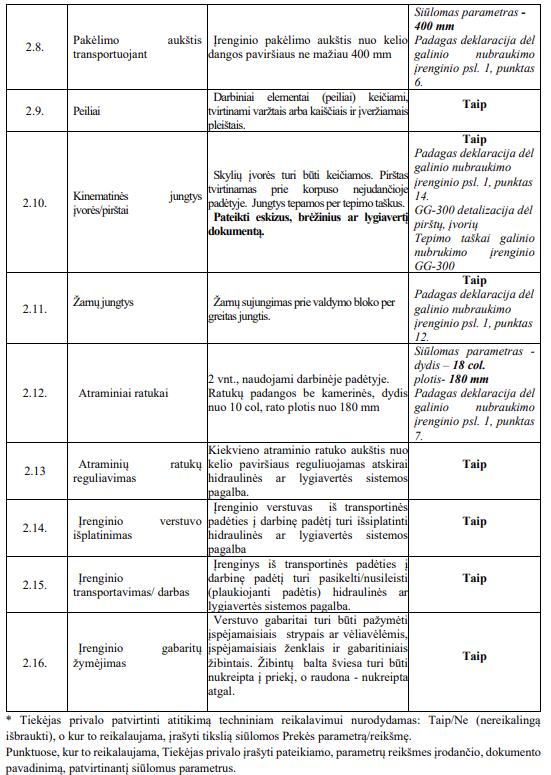 2.8.
Pakėlimo aukštis
transportuojant
Įrenginio pakėlimo aukštis nuo kelio
dangos paviršiaus ne mažiau 400 mm
Siūlomas parametras -
400 mm
Padagas deklaracija dėl
galinio nubraukimo
įrenginio psl. 1, punktas
6.
2.9.
Peiliai
Darbiniai elementai (peiliai) keičiami,
tvirtinami varžtais arba kaiščiais ir įveržiamais
pleištais.
Taip
2.10.
Kinematinės jungtys
įvorės/pirštai
Skylių įvorės turi būti keičiamos. Pirštas
tvirtinamas prie korpuso nejudančioje
padėtyje. Jungtys tepamos per tepimo taškus.
Pateikti eskizus, brėžinius ar lygiavertį
dokumentą.
Taip
Padagas deklaracija dėl
galinio nubraukimo
įrenginio psl. 1, punktas
14.
GG-300 detalizacija dėl
pirštų, įvorių
Tepimo taškai galinio
nubrukimo įrenginio
GG-300
2.11.
Žarnų jungtys
Žarnų sujungimas prie valdymo bloko per
greitas jungtis.
Taip
Padagas deklaracija dėl
galinio nubraukimo
įrenginio psl. 1, punktas
12.
2.12.
Atraminiai ratukai
2 vnt., naudojami darbinėje padėtyje.
Ratukų padangos be kamerinės, dydis
nuo 10 col, rato plotis nuo 180 mm
Siūlomas parametras -
dydis – 18 col.
plotis- 180 mm
Padagas deklaracija dėl
galinio nubraukimo
įrenginio psl. 1, punktas
7.
2.13
Atraminių ratukų
reguliavimas
Kiekvieno atraminio ratuko aukštis nuo
kelio paviršiaus reguliuojamas atskirai
hidraulinės ar lygiavertės sistemos
pagalba.
Taip
2.14.
Įrenginio verstuvo
išplatinimas
Įrenginio verstuvas iš transportinės
padėties į darbinę padėtį turi išsiplatinti
hidraulinės ar lygiavertės sistemos
pagalba
Taip
2.15.
Įrenginio
transportavimas/ darbas
Įrenginys iš transportinės padėties į
darbinę padėtį turi pasikelti/nusileisti
(plaukiojanti padėtis) hidraulinės ar
lygiavertės sistemos pagalba.
Taip
2.16.
Įrenginio gabaritų
žymėjimas
Verstuvo gabaritai turi būti pažymėti
įspėjamaisiais strypais ar vėliavėlėmis,
įspėjamaisiais ženklais ir gabaritiniais
žibintais. Žibintų balta šviesa turi būti
nukreipta į priekį, o raudona - nukreipta
atgal.
Taip
* Tiekėjas privalo patvirtinti atitikimą techniniam reikalavimui nurodydamas: Taip/Ne (nereikalingą
išbraukti), o kur to reikalaujama, įrašyti tikslią siūlomos Prekės parametrą/reikšmę.
Punktuose, kur to reikalaujama, Tiekėjas privalo įrašyti pateikiamo, parametrų reikšmes įrodančio, dokumento
pavadinimą, patvirtinantį siūlomus parametrus.